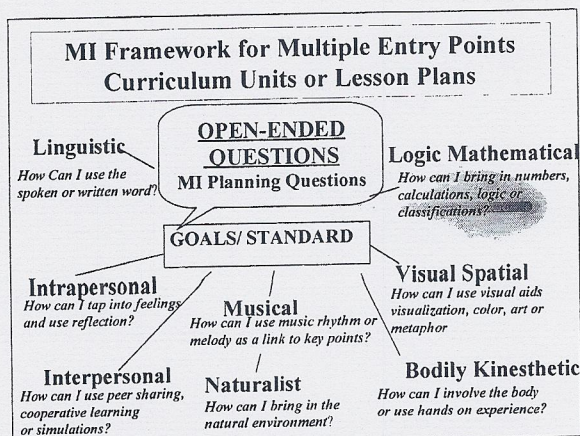 MI Framework for Multiple Entry Points
Curriculum Units or Lesson Plans
OPEN-ENDED
QUESTIONS
MI Planning Questions
Linguistic
How Can I use the
spoken or written word?
Logic Mathematical
How can I bring in numbers,
calculations, logic or
classifications?
GOALS/ STANDARD
Intrapersonal
How can I tap into feelings
and use reflection?
Musical
How can I use music rhythm or
melody as a link to key points?
Visual Spatial
How can I use visual aids
visualization, color, art or
metaphor
Interpersonal
How can I use peer sharing,
cooperative learning
or simulations?
Naturalist
How can I bring in the
natural environment?
Bodily Kinesthetic
How can I involve the body
or use hands on experience?